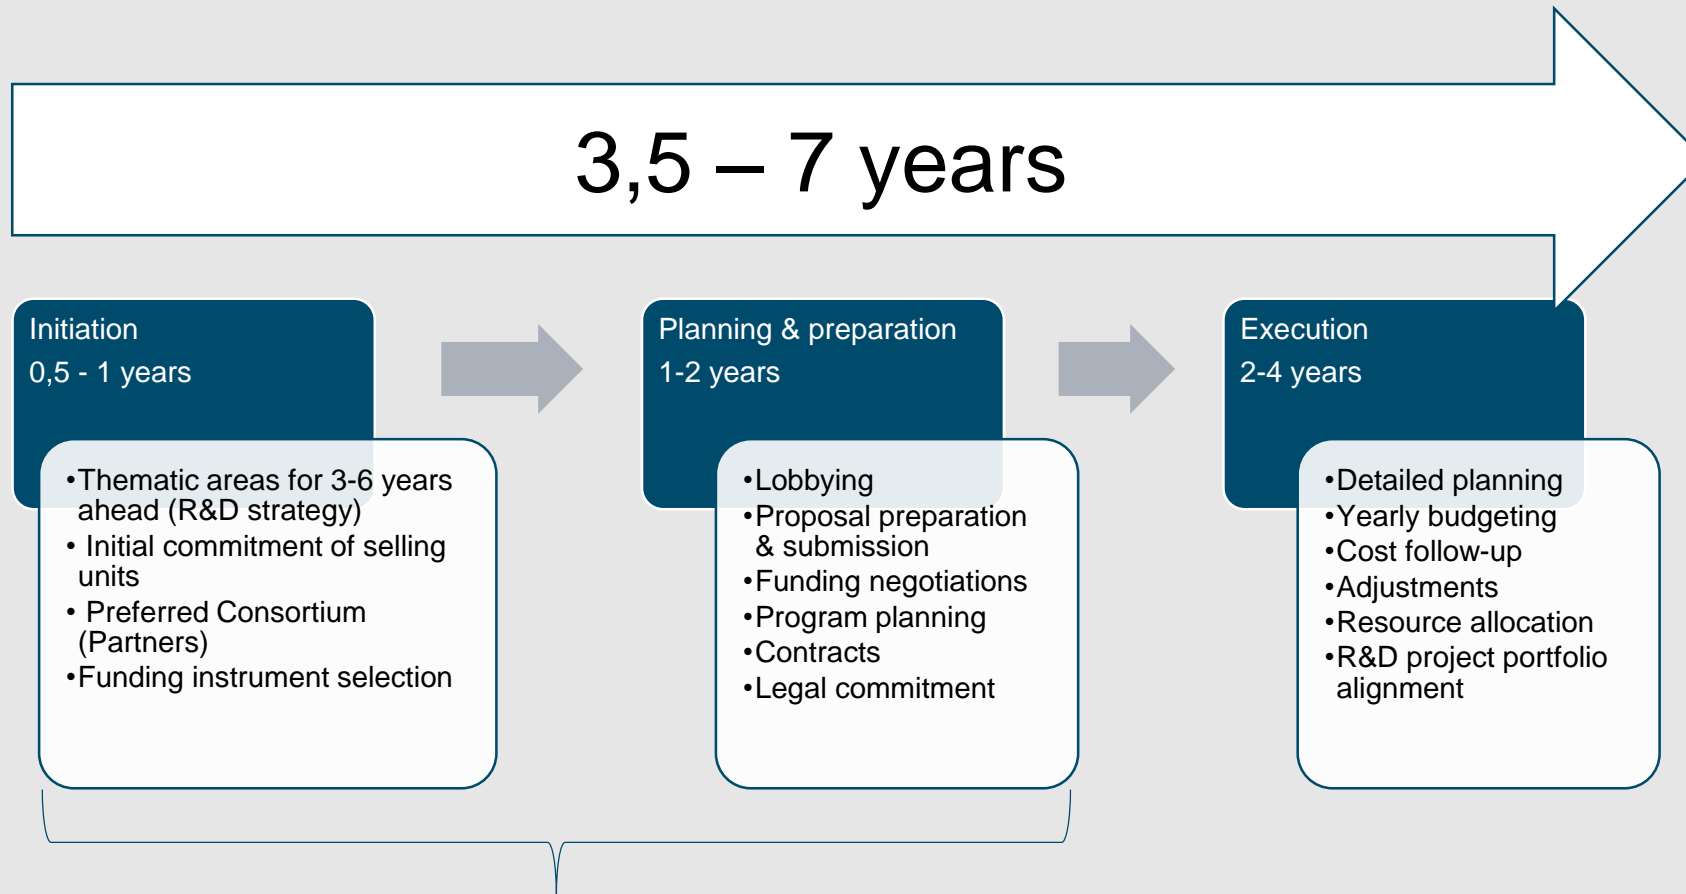 3,5 – 7 years
Initiation
0,5 - 1 years
•Thematic areas for 3-6 years
ahead (R&D strategy)
• Initial commitment of selling
units
• Preferred Consortium
(Partners)
•Funding instrument selection
Planning & preparation
1-2 years
•Lobbying
•Proposal preparation
& submission
•Funding negotiations
•Program planning
•Contracts
•Legal commitment
Execution
2-4 years
•Detailed planning
•Yearly budgeting
•Cost follow-up
•Adjustments
•Resource allocation
•R&D project portfolio
alignment